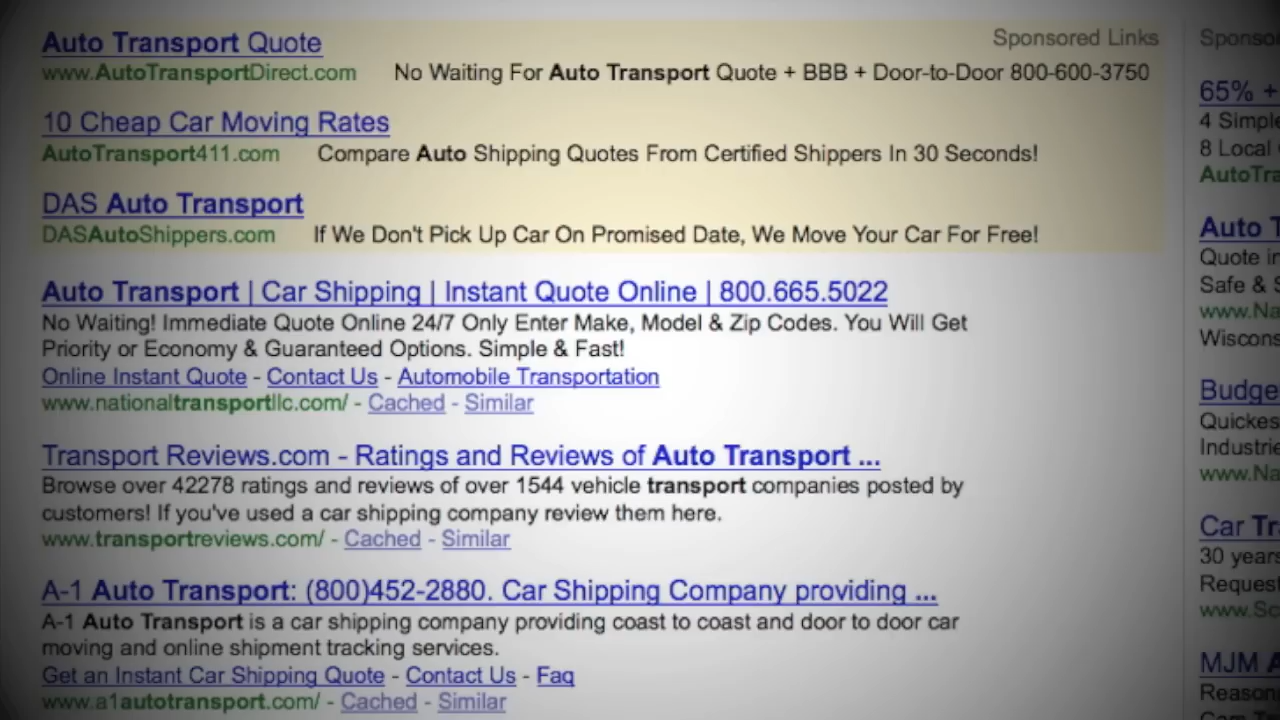 Auto Transport Quote
Sponsored Links
www.AutoTransportDirect.com No Waiting For Auto Transport Quote + BBB + Door-to-Door 800-600-3750
10 Cheap Car Moving Rates
AutoTransport411.com Compare Auto Shipping Quotes From Certified Shippers In 30 Seconds!
DAS Auto Transport
DASAutoShippers.com If We Don't Pick Up Car On Promised Date, We Move Your Car For Free!
Auto Transport | Car Shipping | Instant Quote Online | 800.665.5022
No Waiting! Immediate Quote Online 24/7 Only Enter Make, Model & Zip Codes. You Will Get
Priority or Economy & Guaranteed Options. Simple & Fast!
Online Instant Quote - Contact Us - Automobile Transportation
www.nationaltransportllc.com/ - Cached - Similar
Transport Reviews.com - Ratings and Reviews of Auto Transport ...
Browse over 42278 ratings and reviews of over 1544 vehicle transport companies posted by
customers! If you've used a car shipping company review them here.
www.transportreviews.com/ - Cached - Similar
A-1 Auto Transport: (800)452-2880. Car Shipping Company providing ...
A-1 Auto Transport is a car shipping company providing coast to coast and door to door car
moving and online shipment tracking services.
Get an Instant Car Shipping Quote - Contact Us - Faq
www.a1autotransport.com/ - Cached - Similar
65% +
4 Simple
8 Local
Auto
Quote in
Safe &
Car
30 years
MJM